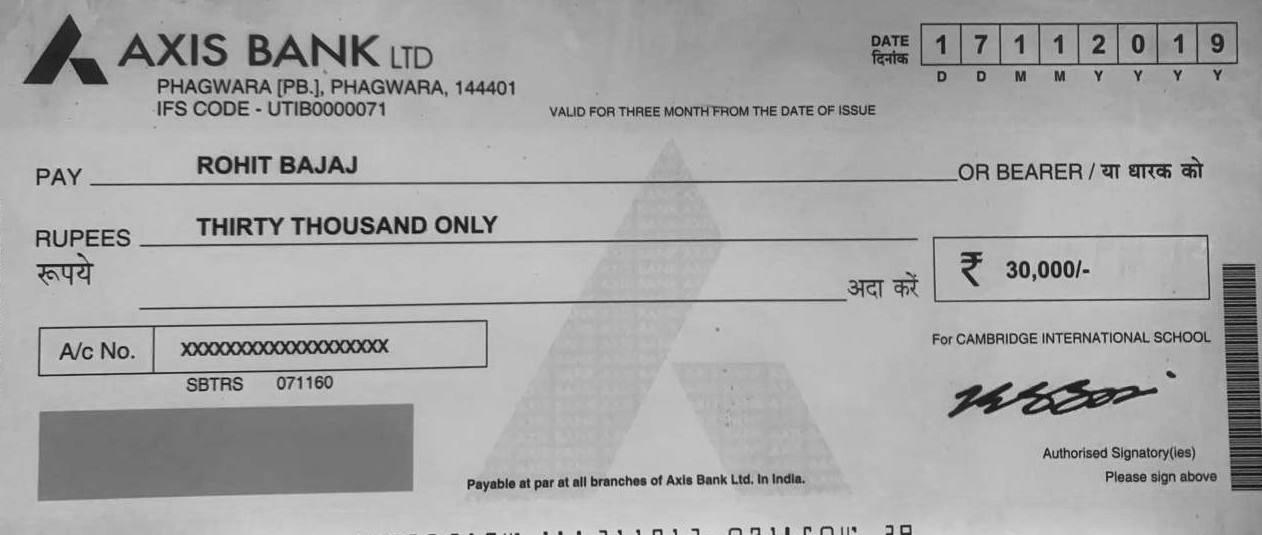 AXIS BANK LTD
PHAGWARA [PB.], PHAGWARA, 144401
IFS CODE - UTIB0000071
DATE 1 7 1 1 2 0 1 9
दिनांक D D M M Y Y Y Y
VALID FOR THREE MONTH FROM THE DATE OF ISSUE
PAY ROHIT BAJAJ OR BEARER / या धारक को
RUPEES THIRTY THOUSAND ONLY
रूपये अदा करें
₹ 30,000/-
A/c No. XXXXXXXXXXXXXXXXXXX
SBTRS 071160
For CAMBRIDGE INTERNATIONAL SCHOOL
Authorised Signatory(ies)
Please sign above
Payable at par at all branches of Axis Bank Ltd. In India.